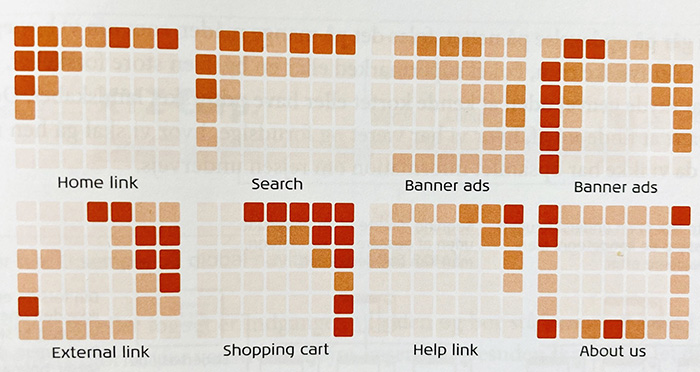 Home link
Search
Banner ads
Banner ads
External link
Shopping cart
Help link
About us